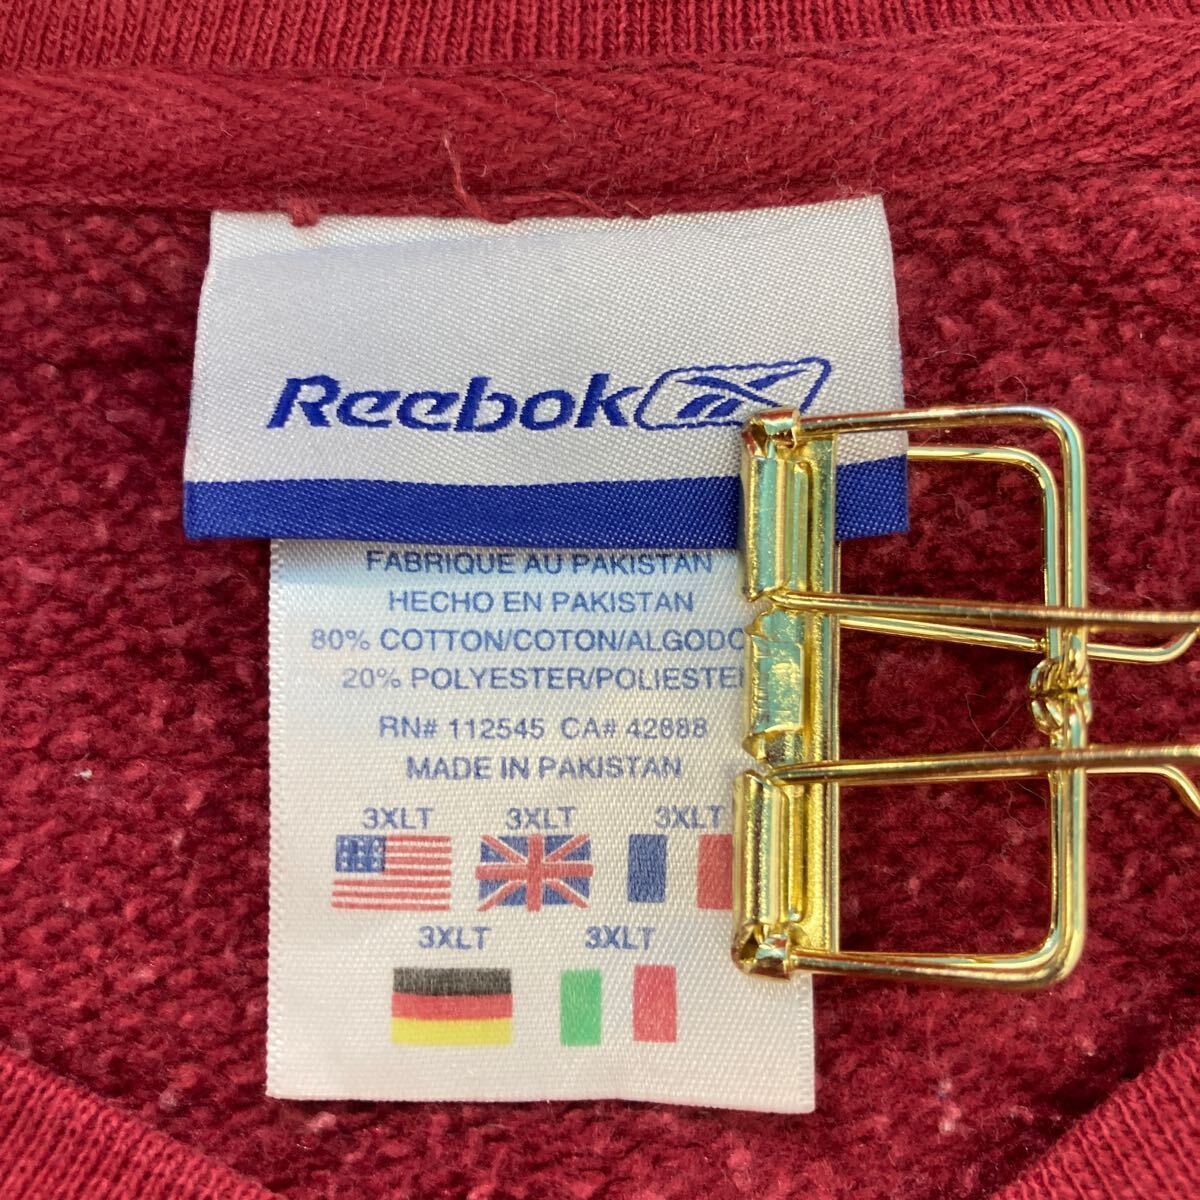 Reebok
FABRIQUE AU PAKISTAN
HECHO EN PAKISTAN
80% COTTON/COTON/ALGODO
20% POLYESTER/POLIESTE
RN# 112545 CA# 42888
MADE IN PAKISTAN
3XLT 3XLT 3XLT
3XLT 3XLT